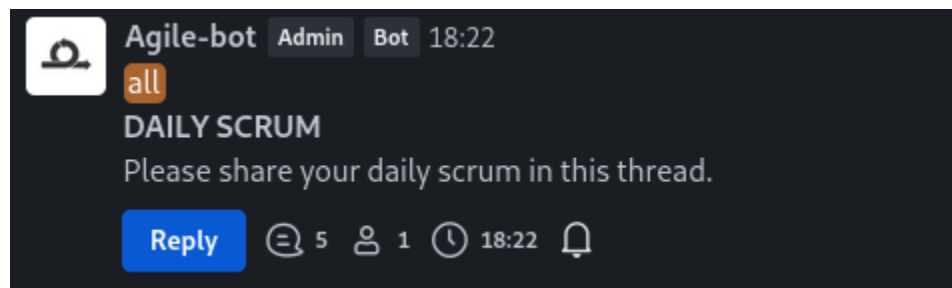 Agile-bot Admin Bot 18:22
all
DAILY SCRUM
Please share your daily scrum in this thread.
Reply 5 1 18:22